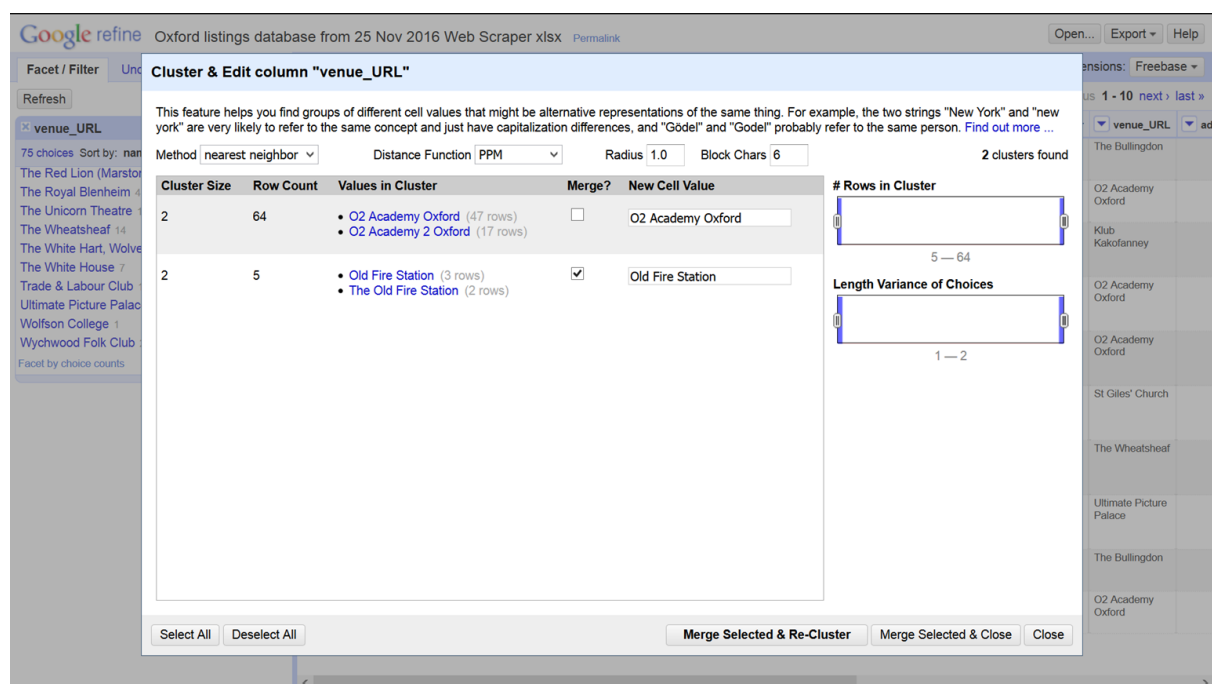 Google refine Oxford listings database from 25 Nov 2016 Web Scraper xlsx Permalink Open... Export Help
Facet / Filter
Freebase
Refresh
1 - 10 next › last »
venue_URL
75 choices Sort by:
The Red Lion
The Royal Blenheim
The Unicorn Theatre
The Wheatsheaf 14
The White Hart,
The White House 7
Trade & Labour Club
Ultimate Picture
Wolfson College 1
Wychwood Folk Club
Facet by choice counts
Cluster & Edit column "venue_URL"
This feature helps you find groups of different cell values that might be alternative representations of the same thing. For
example, the two strings "New York" and "new
york" are very likely to refer to the same concept and just have capitalization differences, and "Gödel" and "Godel" probably refer to the same person. Find out more ...
Method nearest neighbor Distance Function PPM Radius 1.0 Block Chars 6 2 clusters found
Cluster Size Row Count Values in Cluster Merge? New Cell Value
2 64 • O2 Academy Oxford (47 rows) O2 Academy Oxford
• O2 Academy 2 Oxford (17 rows)
2 5 • Old Fire Station (3 rows) Old Fire Station
• The Old Fire Station (2 rows)
# Rows in Cluster
5 — 64
Length Variance of Choices
1 — 2
Select All Deselect All Merge Selected & Re-Cluster Merge Selected & Close Close
venue_URL
The Bullingdon
O2 Academy
Oxford
Klub
Kakofanney
O2 Academy
Oxford
O2 Academy
Oxford
St Giles' Church
The Wheatsheaf
Ultimate Picture
Palace
The Bullingdon
O2 Academy
Oxford